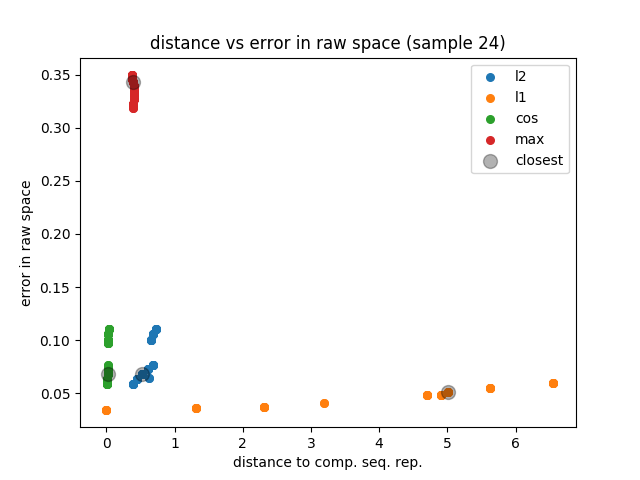 distance vs error in raw space (sample 24)
l2
l1
cos
max
closest
error in raw space
0.35
0.30
0.25
0.20
0.15
0.10
0.05
0 1 2 3 4 5 6
distance to comp. seq. rep.